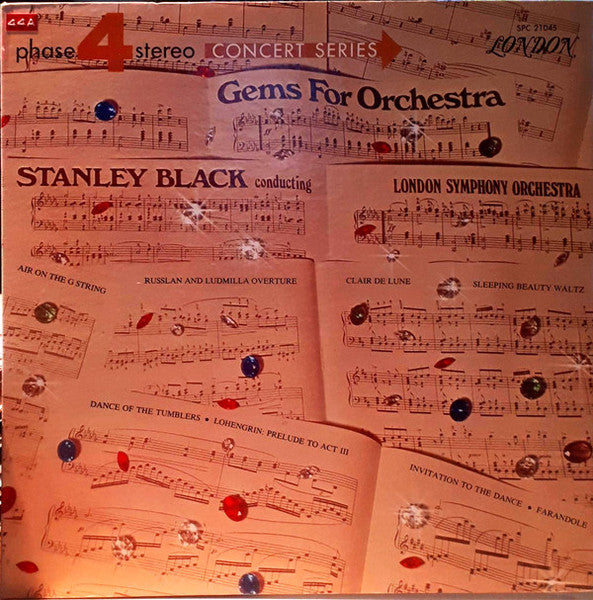 CCA
phase 4 stereo CONCERT SERIES
SPC 21045
LONDON
Gems For Orchestra
STANLEY BLACK conducting
LONDON SYMPHONY ORCHESTRA
AIR ON THE G STRING
RUSSLAN AND LUDMILLA OVERTURE
CLAIR DE LUNE
SLEEPING BEAUTY WALTZ
DANCE OF THE TUMBLERS • LOHENGRIN: PRELUDE TO ACT III
INVITATION TO THE DANCE • FARANDOLE